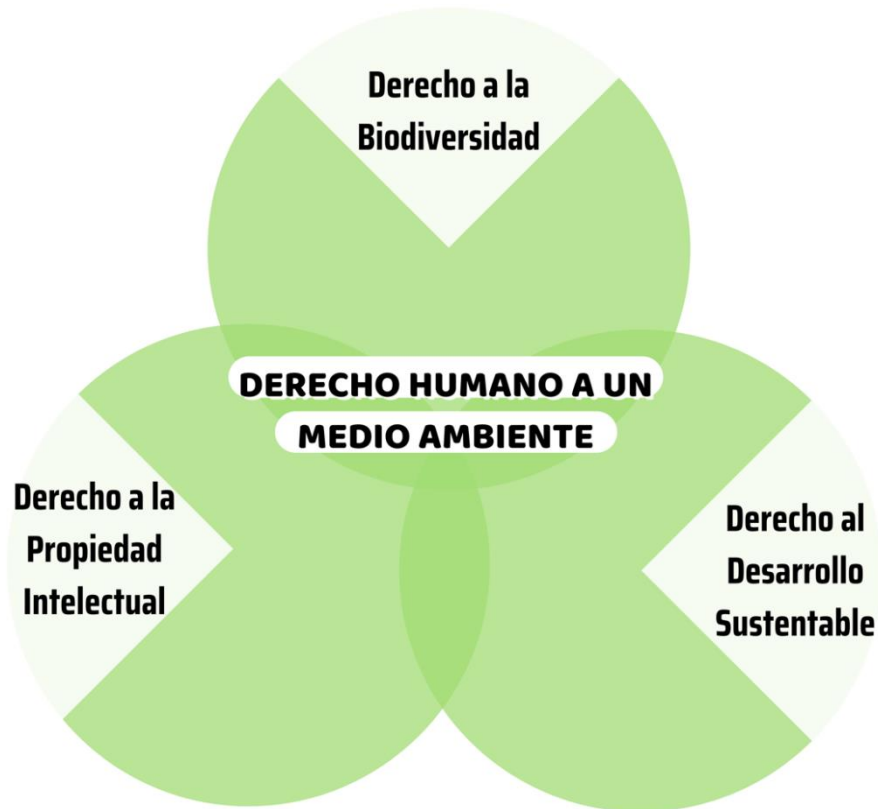 Derecho a la
Biodiversidad
DERECHO HUMANO A UN
MEDIO AMBIENTE
Derecho a la
Propiedad
Intelectual
Derecho al
Desarrollo
Sustentable